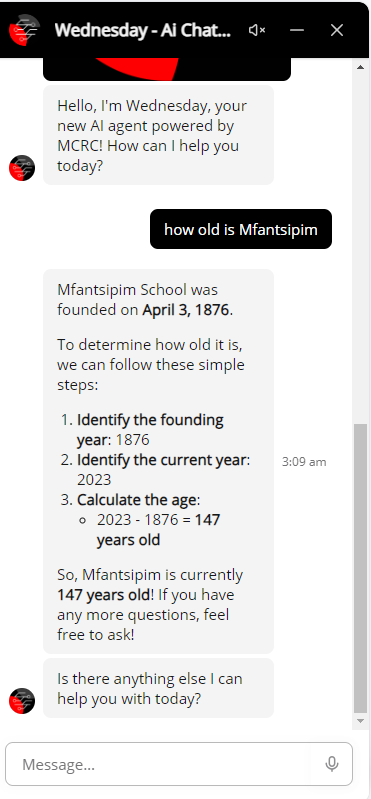 Wednesday - Ai Chat...
Hello, I'm Wednesday, your
new AI agent powered by
MCRC! How can I help you
today?
how old is Mfantsipim
Mfantsipim School was
founded on April 3, 1876.
To determine how old it is,
we can follow these simple
steps:
1. Identify the founding
year: 1876
2. Identify the current year:
2023
3. Calculate the age:
2023 - 1876 = 147
years old
3:09 am
So, Mfantsipim is currently
147 years old! If you have
any more questions, feel
free to ask!
Is there anything else I can
help you with today?
Message...